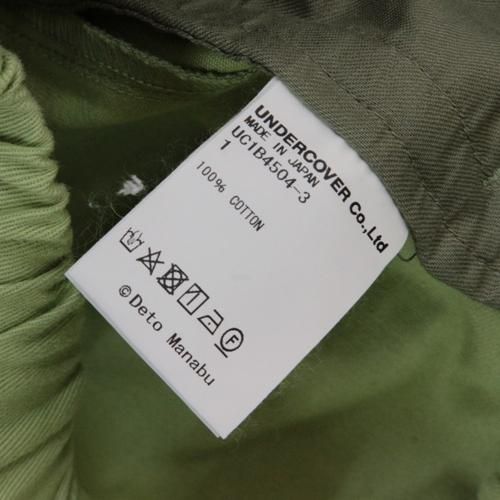 UNDERCOVER Co.,Ltd
MADE IN JAPAN
UC1B4504-3
1
100% COTTON
©Deto Manabu